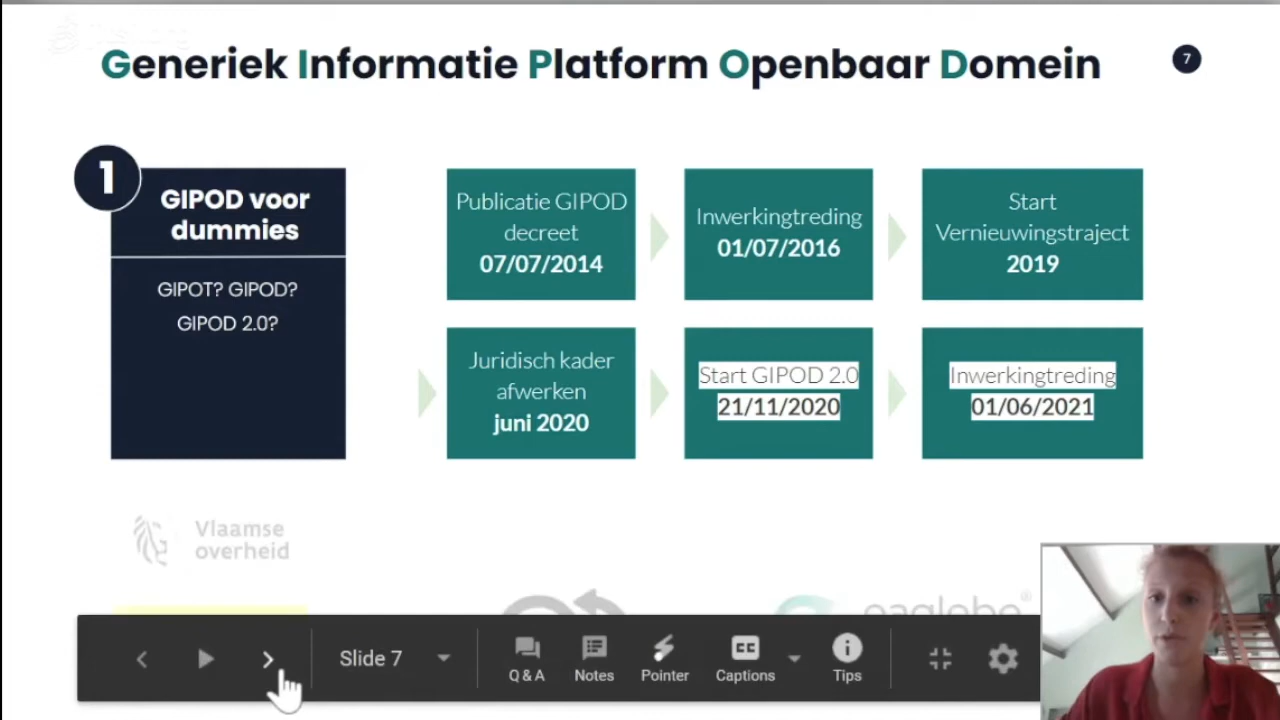 Generiek Informatie Platform Openbaar Domein
7
1
GIPOD voor
dummies
GIPOT? GIPOD?
GIPOD 2.0?
Publicatie GIPOD
decreet
07/07/2014
Inwerkingtreding
01/07/2016
Start
Vernieuwingstraject
2019
Juridisch kader
afwerken
juni 2020
Start GIPOD 2.0
21/11/2020
Inwerkingtreding
01/06/2021
Vlaamse
overheid
Slide 7
Q & A
Notes
Pointer
CC
Captions
Tips